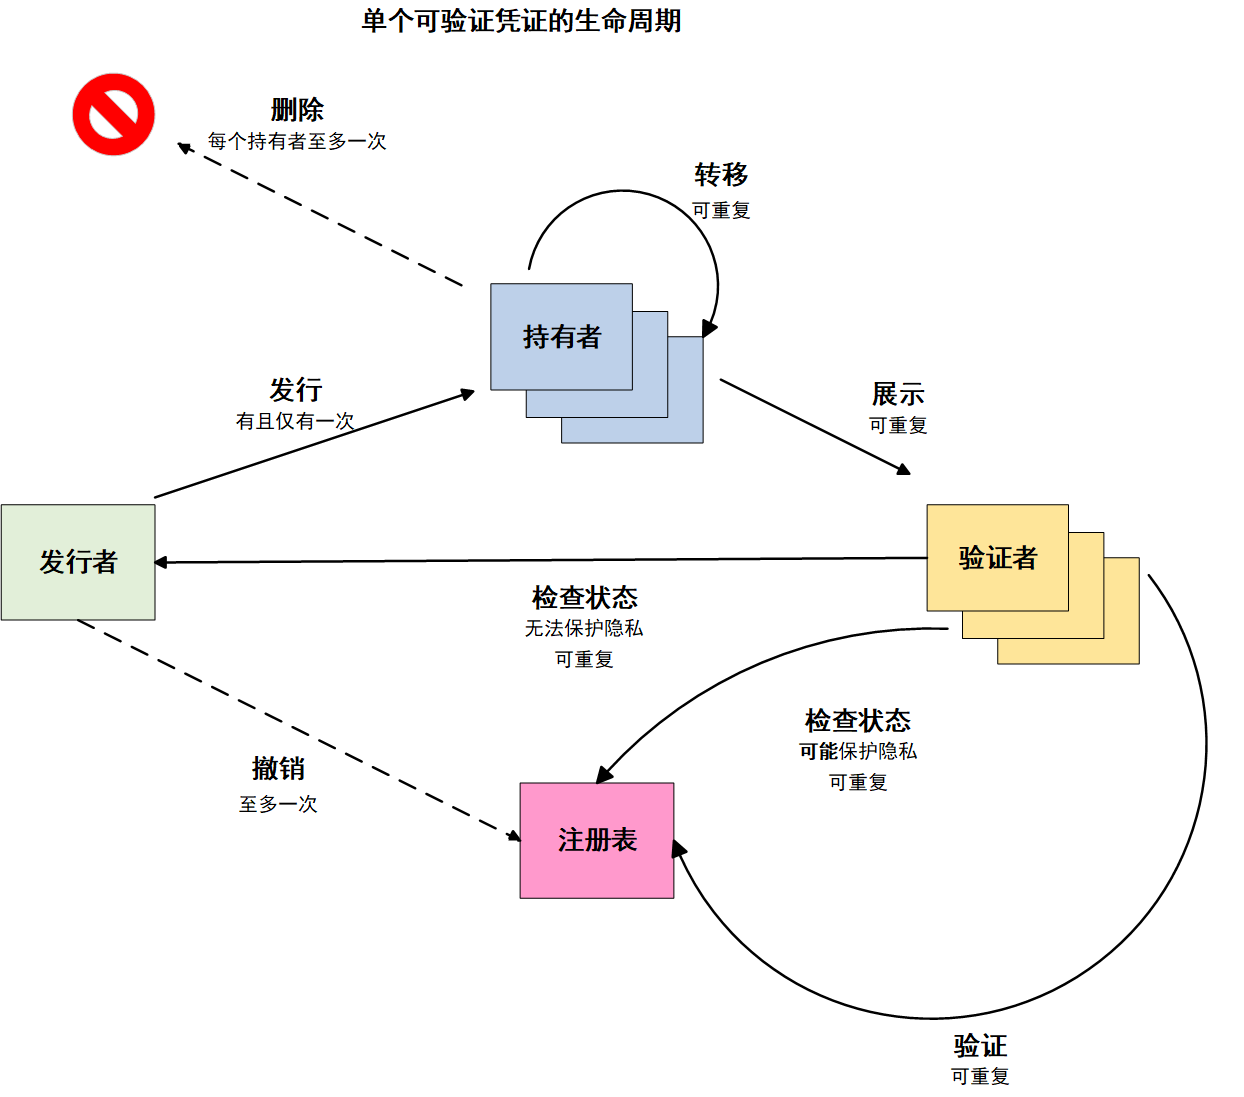 单个可验证凭证的生命周期
删除
每个持有者至多一次
转移
可重复
持有者
发行
有且仅有一次
展示
可重复
发行者
验证者
检查状态
无法保护隐私
可重复
检查状态
可能保护隐私
可重复
撤销
至多一次
注册表
验证
可重复